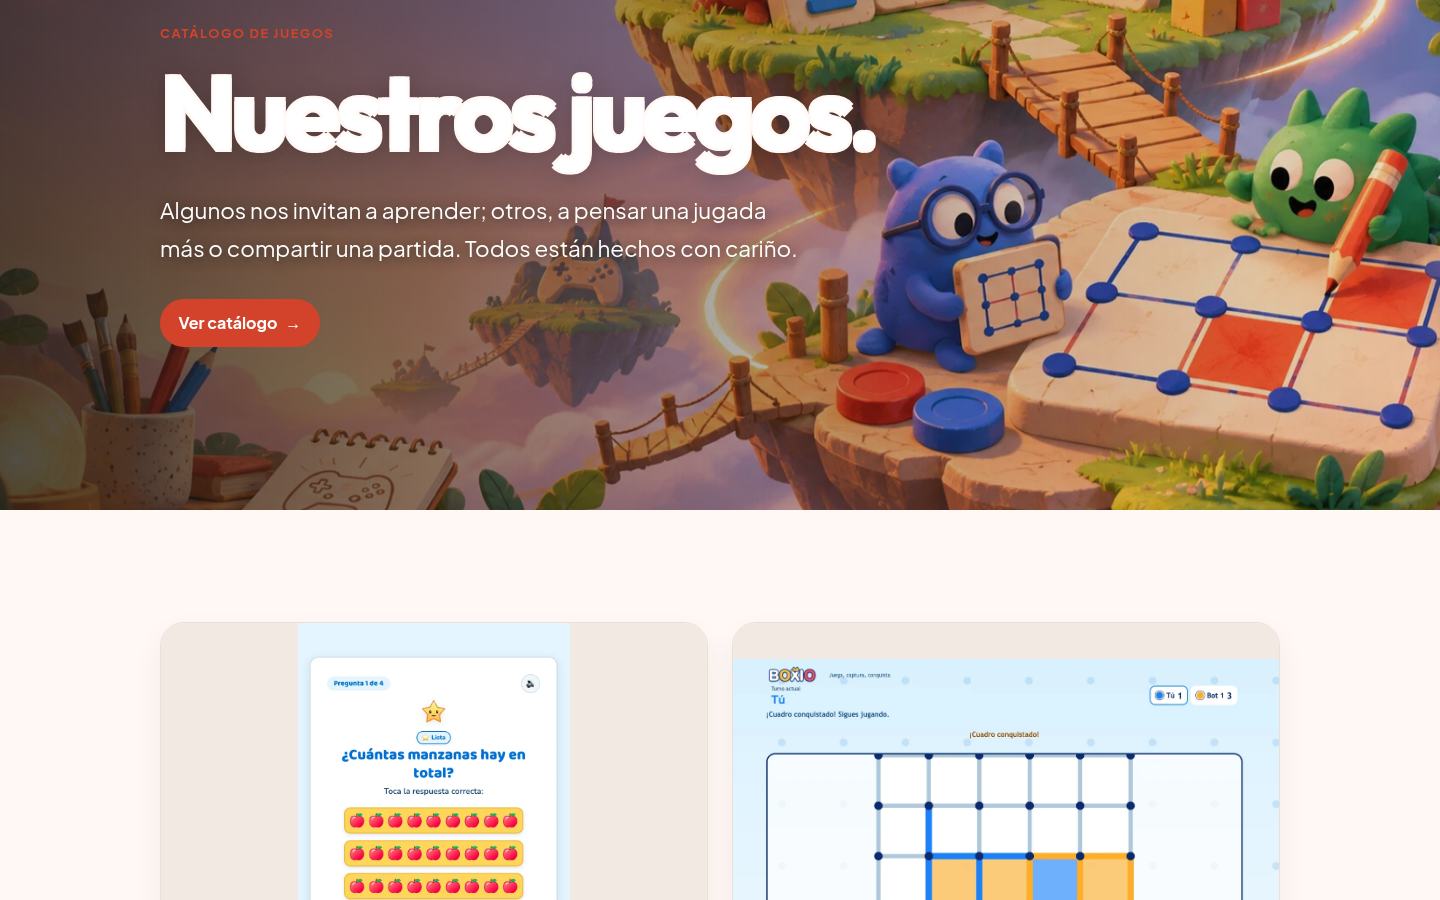 CATÁLOGO DE JUEGOS
Nuestros juegos.
Algunos nos invitan a aprender; otros, a pensar una jugada
más o compartir una partida. Todos están hechos con cariño.
Ver catálogo →
Pregunta 1 de 4
Lista
¿Cuántas manzanas hay en
total?
Toca la respuesta correcta:
BOXIO
Juega, captura, conquista
Turno actual
Tú
¡Cuadro conquistado! Sigues jugando.
Tú 1
Bot 1 3
¡Cuadro conquistado!